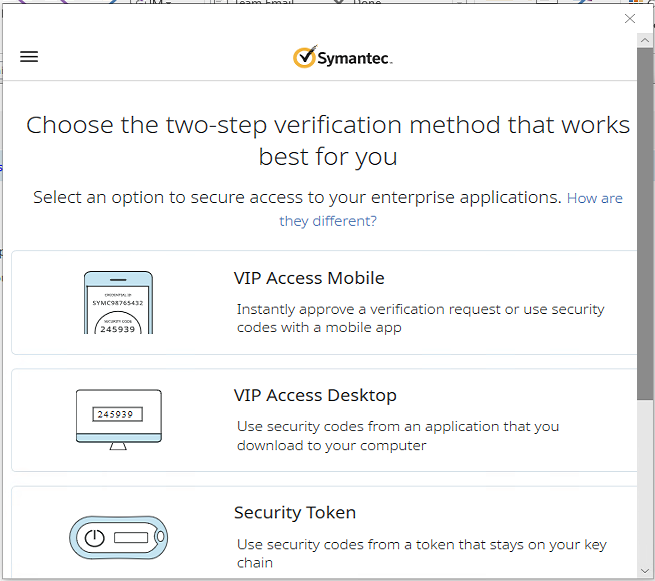 Team Email
Done
Symantec
Choose the two-step verification method that works
best for you
Select an option to secure access to your enterprise applications. How are
they different?
CREDENTIAL ID
SYMC98765432
SECURITY CODE
245939
VIP Access Mobile
Instantly approve a verification request or use security
codes with a mobile app
245939
VIP Access Desktop
Use security codes from an application that you
download to your computer
Security Token
Use security codes from a token that stays on your key
chain